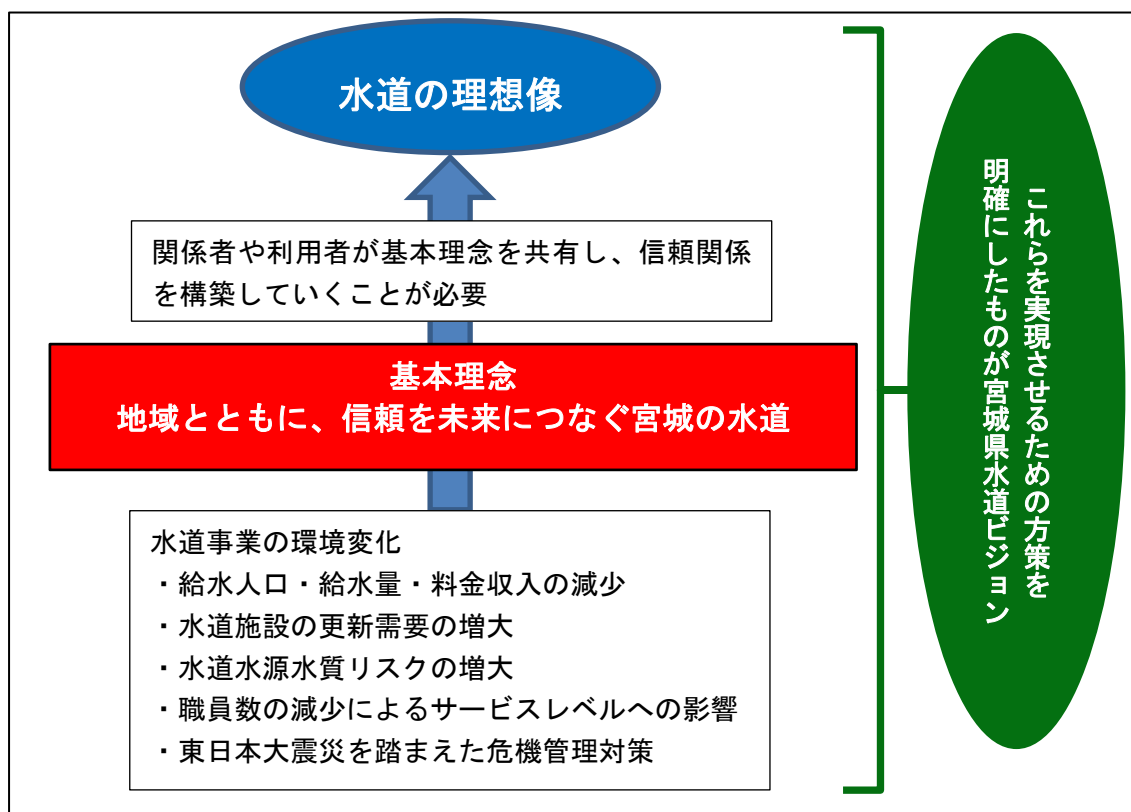 水道の理想像
関係者や利用者が基本理念を共有し、信頼関係
を構築していくことが必要
基本理念
地域とともに、信頼を未来につなぐ宮城の水道
水道事業の環境変化
・給水人口・給水量・料金収入の減少
・水道施設の更新需要の増大
・水道水源水質リスクの増大
・職員数の減少によるサービスレベルへの影響
・東日本大震災を踏まえた危機管理対策
これらを実現させるための方策を
明確にしたものが宮城県水道ビジョン